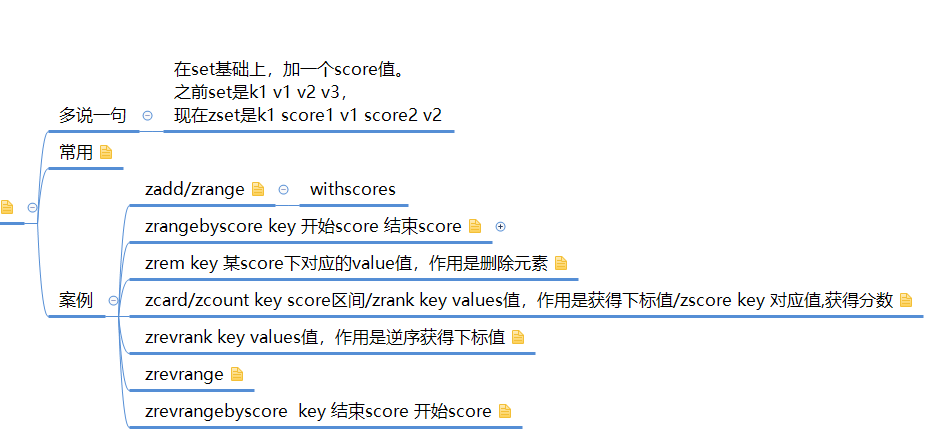 在set基础上，加一个score值。
之前set是k1 v1 v2 v3，
现在zset是k1 score1 v1 score2 v2
多说一句
常用
zadd/zrange
withscores
zrangebyscore key 开始score 结束score
zrem key 某score下对应的value值，作用是删除元素
案例
zcard/zcount key score区间/zrank key values值，作用是获得下标值/zscore key 对应值,获得分数
zrevrank key values值，作用是逆序获得下标值
zrevrange
zrevrangebyscore  key 结束score 开始score